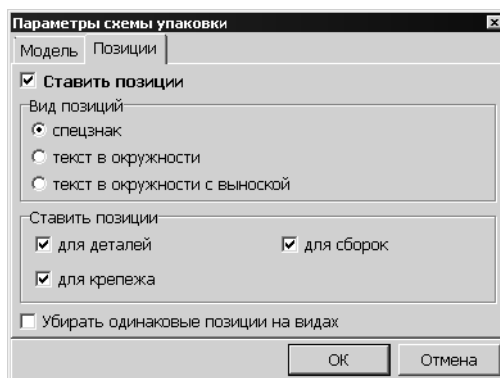 Параметры схемы упаковки
Модель Позиции
Ставить позиции
Вид позиций
спецзнак
текст в окружности
текст в окружности с выноской
Ставить позиции
для деталей для сборок
для крепежа
Убирать одинаковые позиции на видах
ОК Отмена